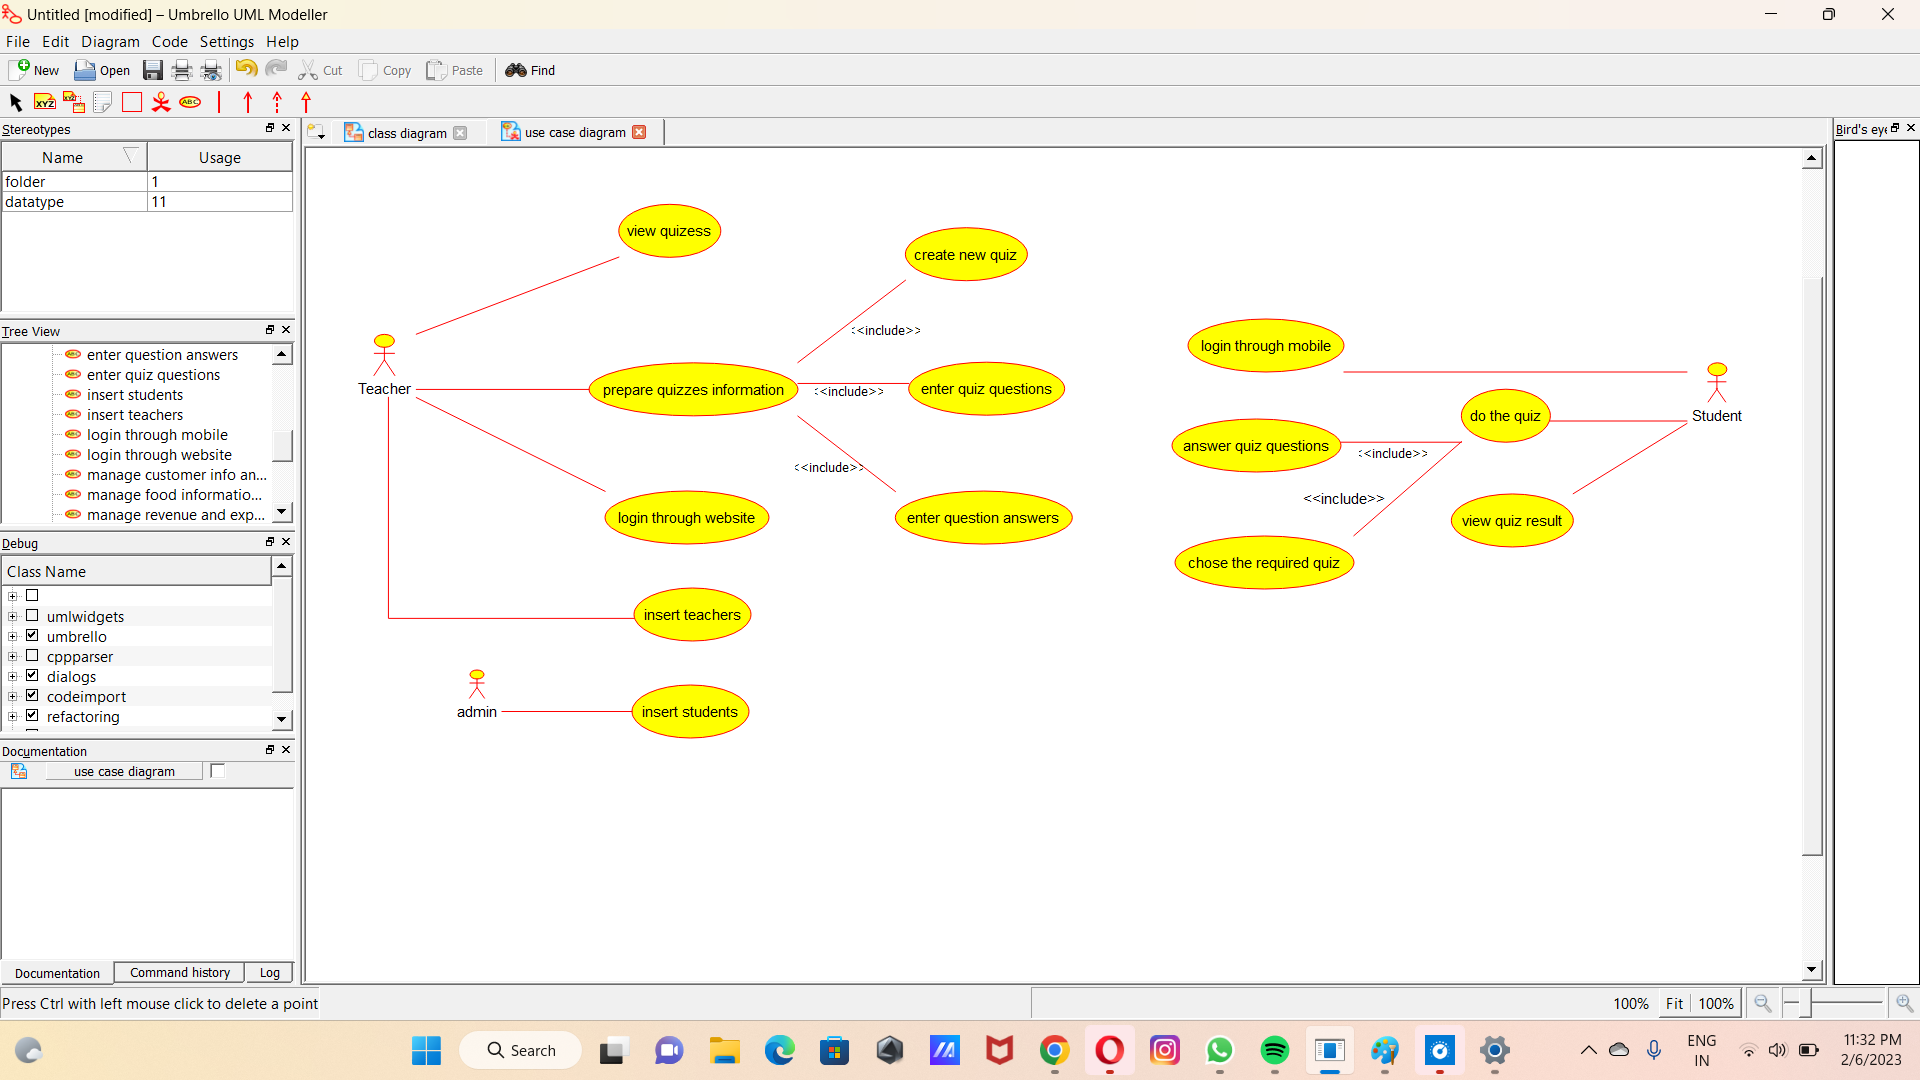 Untitled [modified] – Umbrello UML Modeller
File Edit Diagram Code Settings Help
New Open Cut Copy Paste Find
XYZ XYZ ABC
Stereotypes
Name Usage
folder 1
datatype 11
Tree View
enter question answers
enter quiz questions
insert students
insert teachers
login through mobile
login through website
manage customer info an...
manage food informatio...
manage revenue and exp...
Debug
Class Name
umlwidgets
umbrello
cppparser
dialogs
codeimport
refactoring
Documentation
use case diagram
Documentation Command history Log
Press Ctrl with left mouse click to delete a point
class diagram use case diagram
Bird's eye
view quizess
create new quiz
<<include>>
Teacher
prepare quizzes information
<<include>>
enter quiz questions
<<include>>
login through website
enter question answers
insert teachers
admin
insert students
login through mobile
do the quiz
Student
answer quiz questions
<<include>>
<<include>>
view quiz result
chose the required quiz
100% Fit 100%
Search
ENG
IN
11:32 PM
2/6/2023